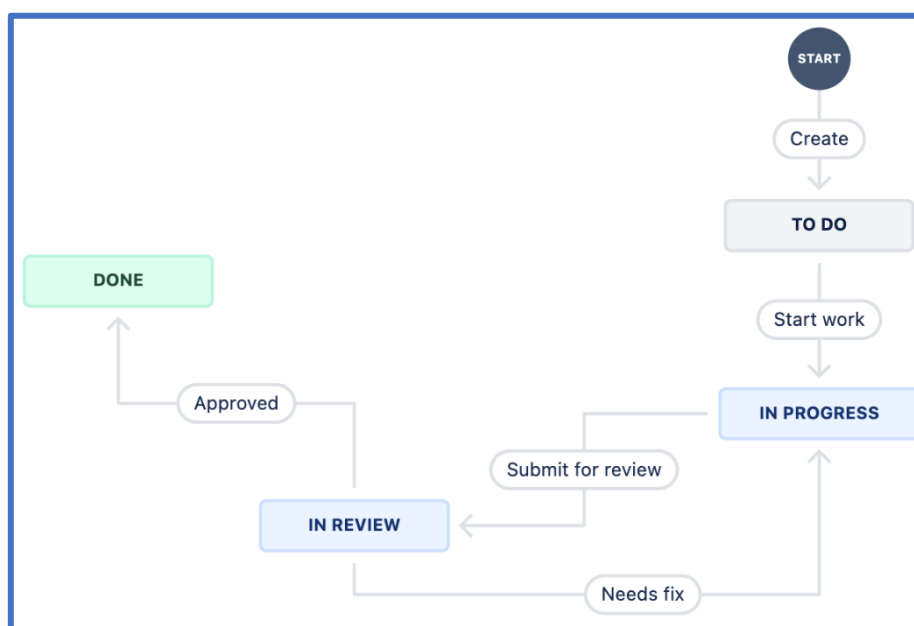 START
Create
TO DO
DONE
Start work
Approved
IN PROGRESS
Submit for review
IN REVIEW
Needs fix